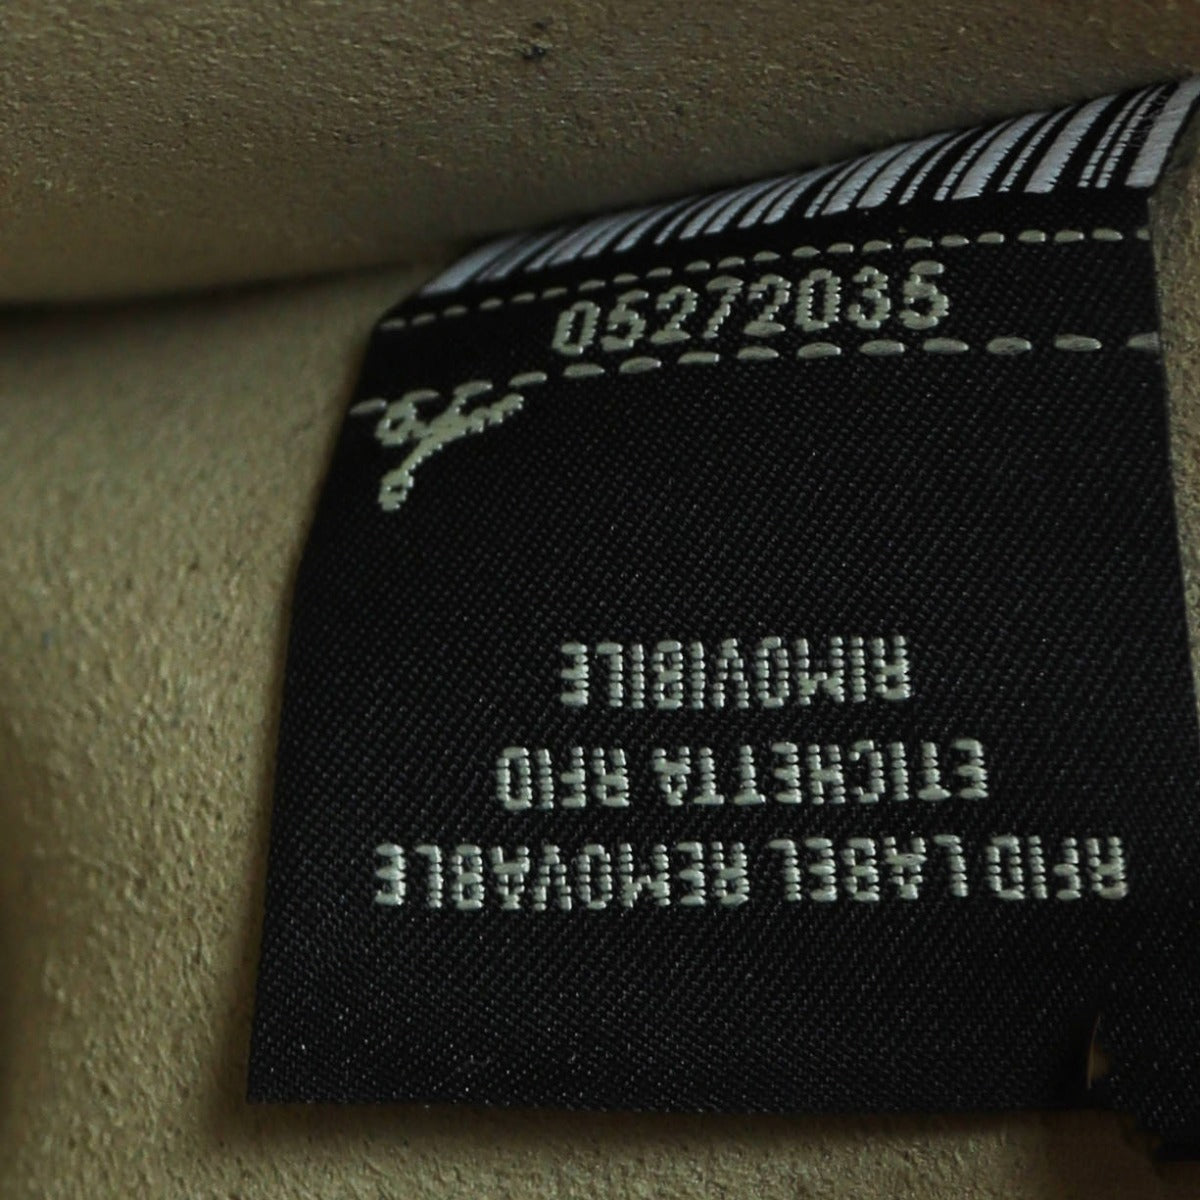 05272035
RFID LABEL REMOVABLE
ETICHETTA RFID
RIMOVIBILE